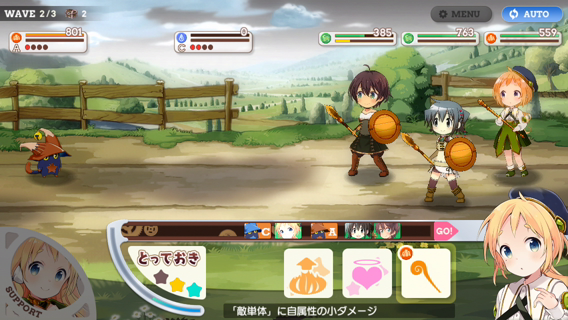 WAVE 2/3 2
MENU
AUTO
801
A
0
C
385
763
559
C
A
GO!
とっておき
SUPPORT
「敵単体」に自属性の小ダメージ